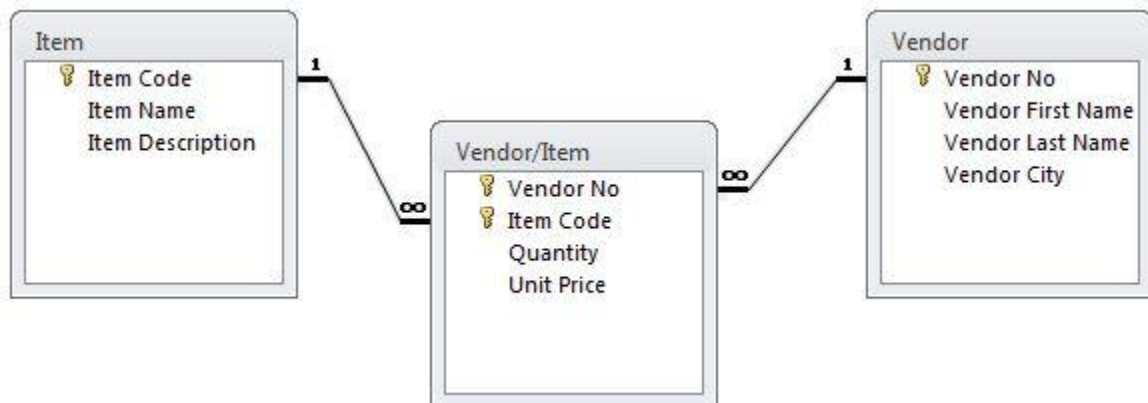 Item
Item Code
Item Name
Item Description
1
∞
Vendor/Item
Vendor No
Item Code
Quantity
Unit Price
∞
1
Vendor
Vendor No
Vendor First Name
Vendor Last Name
Vendor City